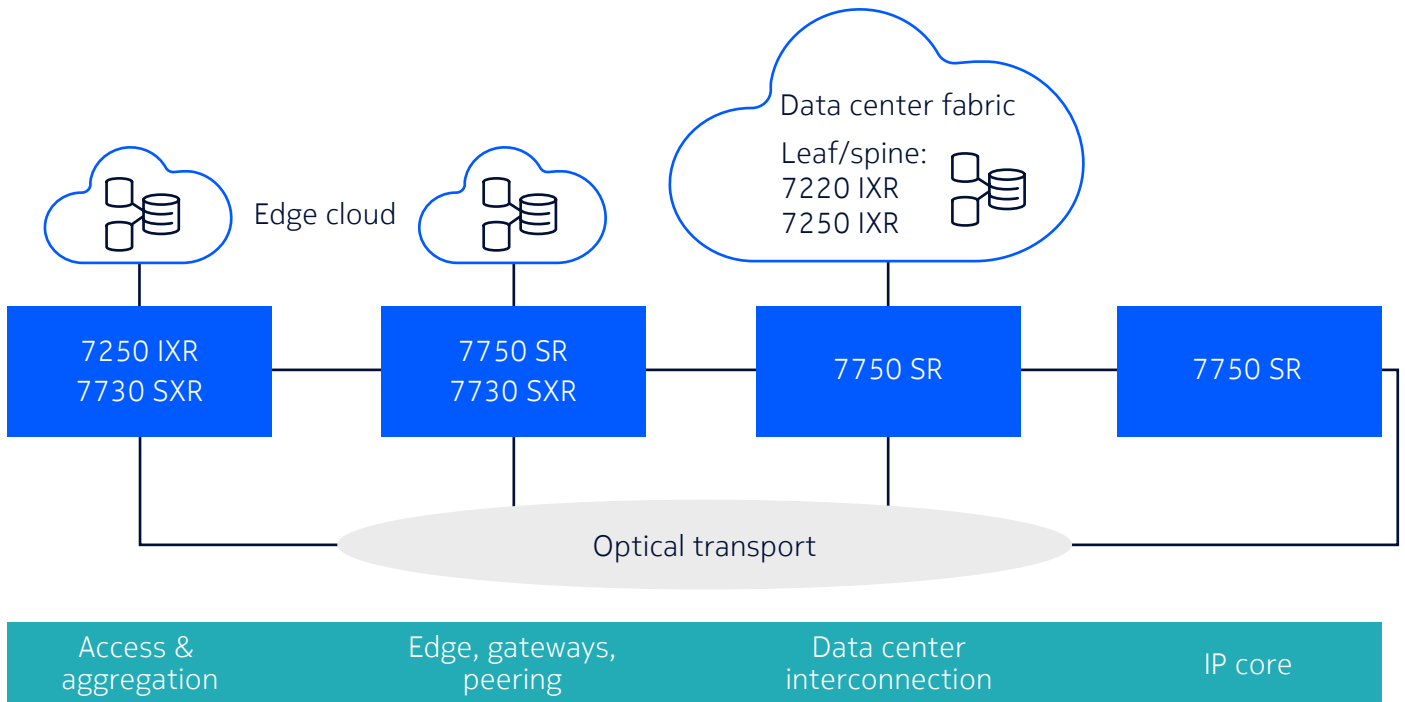 Data center fabric
Leaf/spine:
7220 IXR
7250 IXR
Edge cloud
7250 IXR
7730 SXR
7750 SR
7730 SXR
7750 SR
7750 SR
Optical transport
Access &
aggregation
Edge, gateways,
peering
Data center
interconnection
IP core